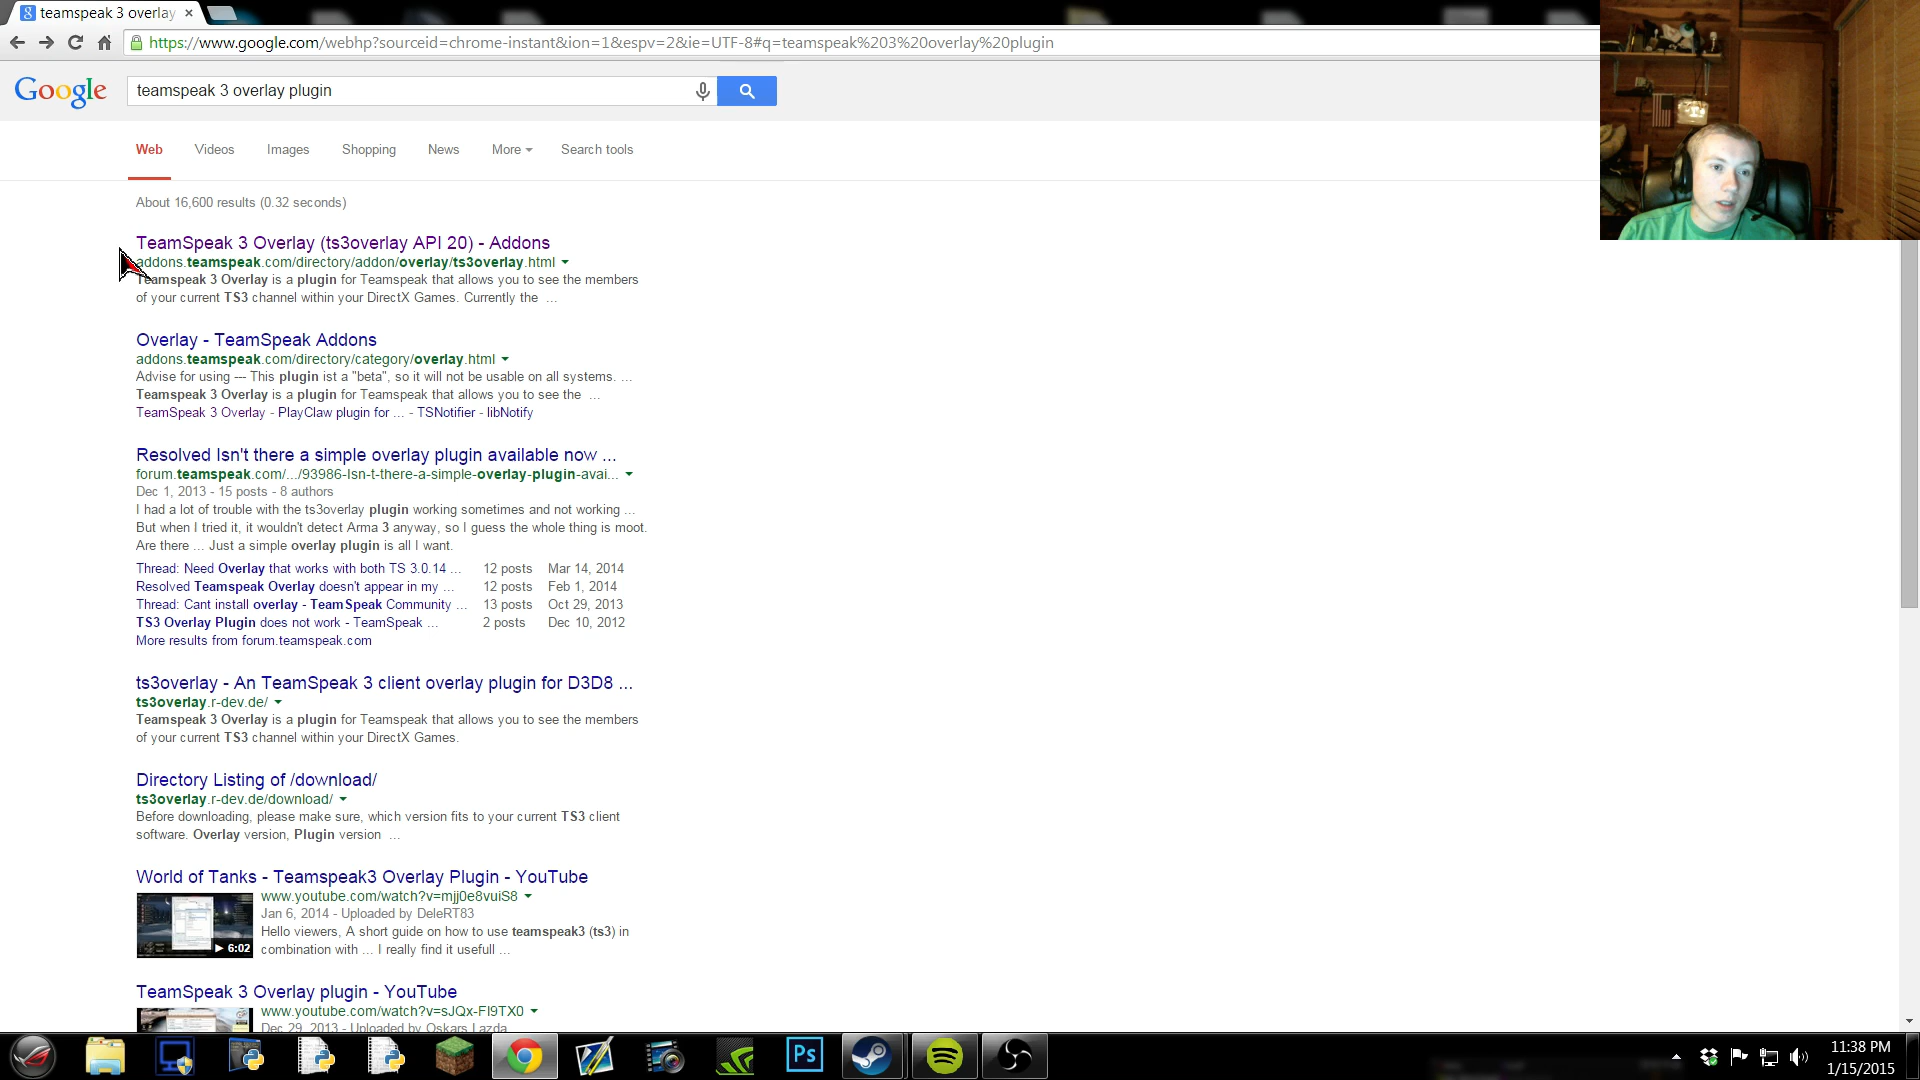 teamspeak 3 overlay
https://www.google.com/webhp?sourceid=chrome-instant&ion=1&espv=2&ie=UTF-8#q=teamspeak%203%20overlay%20plugin
Google
teamspeak 3 overlay plugin
Web Videos Images Shopping News More Search tools
About 16,600 results (0.32 seconds)
TeamSpeak 3 Overlay (ts3overlay API 20) - Addons
addons.teamspeak.com/directory/addon/overlay/ts3overlay.html
Teamspeak 3 Overlay is a plugin for Teamspeak that allows you to see the members
of your current TS3 channel within your DirectX Games. Currently the ...
Overlay - TeamSpeak Addons
addons.teamspeak.com/directory/category/overlay.html
Advise for using --- This plugin ist a "beta", so it will not be usable on all systems. ...
Teamspeak 3 Overlay is a plugin for Teamspeak that allows you to see the ...
TeamSpeak 3 Overlay - PlayClaw plugin for ... - TSNotifier - libNotify
Resolved Isn't there a simple overlay plugin available now ...
forum.teamspeak.com/.../93986-Isn-t-there-a-simple-overlay-plugin-avai...
Dec 1, 2013 - 15 posts - 8 authors
I had a lot of trouble with the ts3overlay plugin working sometimes and not working ...
But when I tried it, it wouldn't detect Arma 3 anyway, so I guess the whole thing is moot.
Are there ... Just a simple overlay plugin is all I want.
Thread: Need Overlay that works with both TS 3.0.14 ... 12 posts Mar 14, 2014
Resolved Teamspeak Overlay doesn't appear in my ... 12 posts Feb 1, 2014
Thread: Cant install overlay - TeamSpeak Community ... 13 posts Oct 29, 2013
TS3 Overlay Plugin does not work - TeamSpeak ... 2 posts Dec 10, 2012
More results from forum.teamspeak.com
ts3overlay - An TeamSpeak 3 client overlay plugin for D3D8 ...
ts3overlay.r-dev.de/
Teamspeak 3 Overlay is a plugin for Teamspeak that allows you to see the members
of your current TS3 channel within your DirectX Games.
Directory Listing of /download/
ts3overlay.r-dev.de/download/
Before downloading, please make sure, which version fits to your current TS3 client
software. Overlay version, Plugin version ...
World of Tanks - Teamspeak3 Overlay Plugin - YouTube
www.youtube.com/watch?v=mjj0e8vuiS8
Jan 6, 2014 - Uploaded by DeleRT83
Hello viewers, A short guide on how to use teamspeak3 (ts3) in
6:02 combination with ... I really find it usefull ...
TeamSpeak 3 Overlay plugin - YouTube
www.youtube.com/watch?v=sJQx-FI9TX0
Dec 29, 2013 - Uploaded by Oskars Lazda
Ps
11:38 PM
1/15/2015